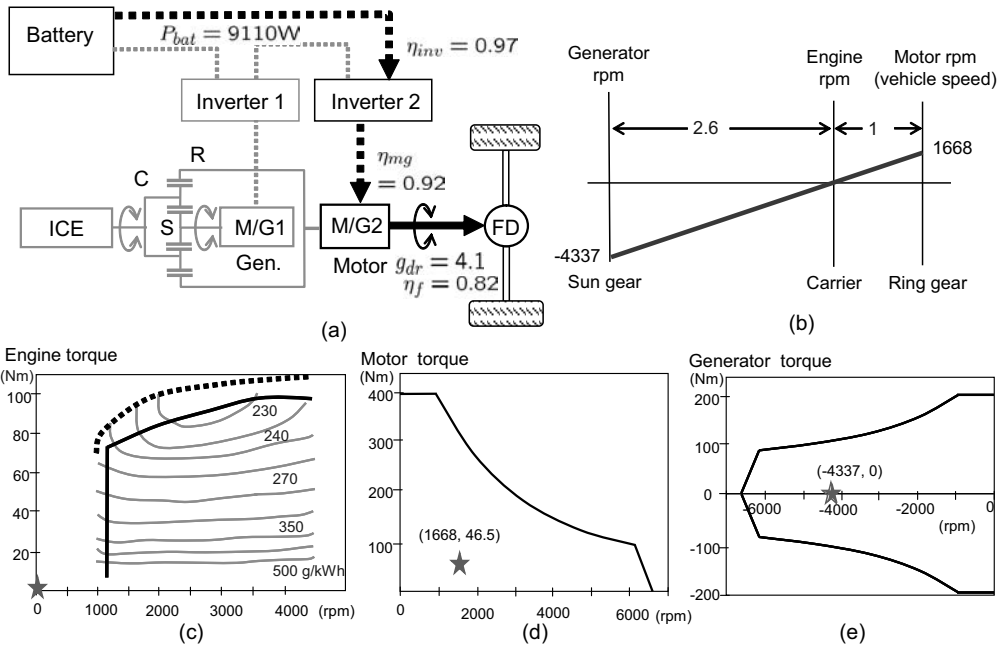 Battery
P_bat = 9110W
η_inv = 0.97
Inverter 1
Inverter 2
R
C
η_mg
= 0.92
ICE
S
M/G1
M/G2
FD
Gen.
Motor
g_dr = 4.1
η_f = 0.82
(a)
Generator
rpm
Engine
rpm
Motor rpm
(vehicle speed)
2.6
1
1668
-4337
Sun gear
Carrier
Ring gear
(b)
Engine torque
(Nm)
100
80
60
40
20
0
230
240
270
350
500 g/kWh
1000
2000
3000
4000
(rpm)
(c)
Motor torque
(Nm)
400
300
200
100
(1668, 46.5)
0
2000
4000
6000
(rpm)
(d)
Generator torque
(Nm)
200
100
0
-100
-200
(-4337, 0)
-6000
-4000
-2000
0
(rpm)
(e)